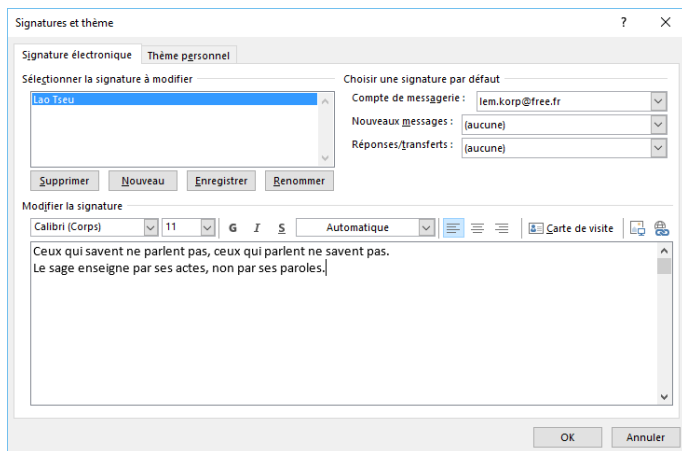 Signatures et thème ?
Signature électronique Thème personnel
Sélectionner la signature à modifier Choisir une signature par défaut
Lao Tseu
Compte de messagerie : lem.korp@free.fr
Nouveaux messages : (aucune)
Réponses/transferts : (aucune)
Supprimer Nouveau Enregistrer Renommer
Modifier la signature
Calibri (Corps) 11 G I S Automatique Carte de visite
Ceux qui savent ne parlent pas, ceux qui parlent ne savent pas.
Le sage enseigne par ses actes, non par ses paroles.
OK Annuler